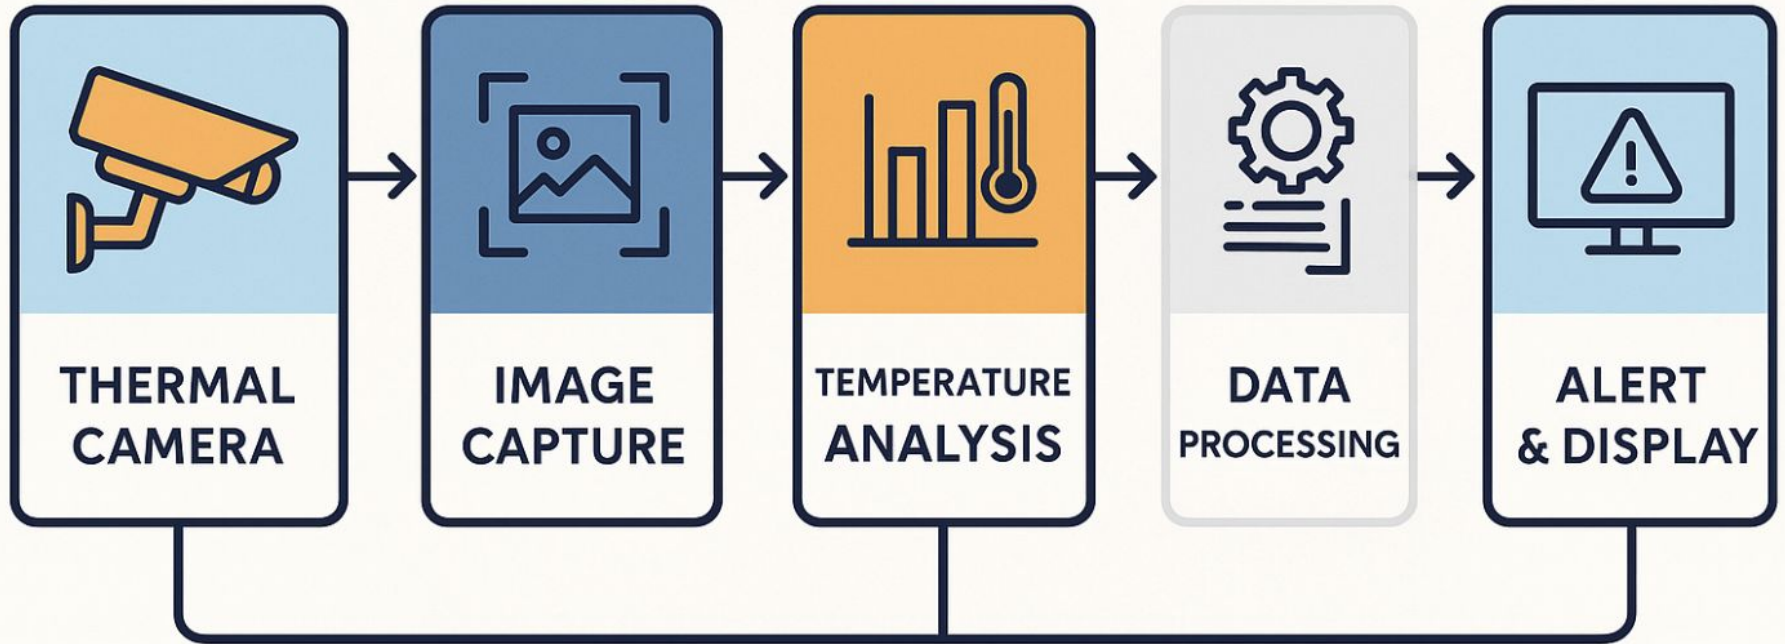 THERMAL
CAMERA
IMAGE
CAPTURE
TEMPERATURE
ANALYSIS
DATA
PROCESSING
ALERT
& DISPLAY